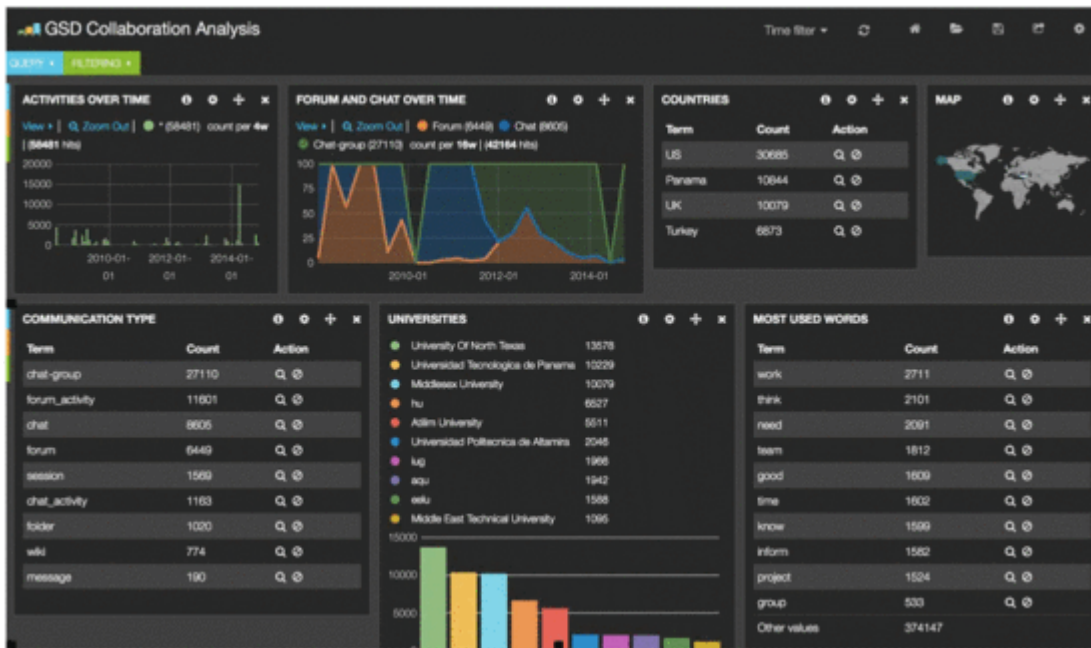 GSD Collaboration Analysis
Time filter
QUERY
FILTERING
ACTIVITIES OVER TIME
View | Zoom Out | * (58481) count per 4w
| (58481 hits)
20000
15000
10000
5000
0
2010-01-01 2012-01-01 2014-01-01
FORUM AND CHAT OVER TIME
View | Zoom Out | Forum (6449) Chat (8605)
Chat-group (27110) count per 16w | (42164 hits)
100
75
50
25
0
2010-01 2012-01 2014-01
COUNTRIES
Term Count Action
US 30685
Panama 10844
UK 10079
Turkey 6673
MAP
COMMUNICATION TYPE
Term Count Action
chat-group 27110
forum_activity 11601
chat 8605
forum 6449
session 1569
chat_activity 1163
folder 1020
wiki 774
message 190
UNIVERSITIES
University Of North Texas 13578
Universidad Tecnologica de Panama 10229
Middlesex University 10079
hu 6527
Atilim University 5511
Universidad Politecnica de Altamira 2046
iug 1966
aqu 1942
eelu 1588
Middle East Technical University 1095
15000
10000
5000
MOST USED WORDS
Term Count Action
work 2711
think 2101
need 2091
team 1812
good 1609
time 1602
know 1599
inform 1582
project 1524
group 533
Other values 374147